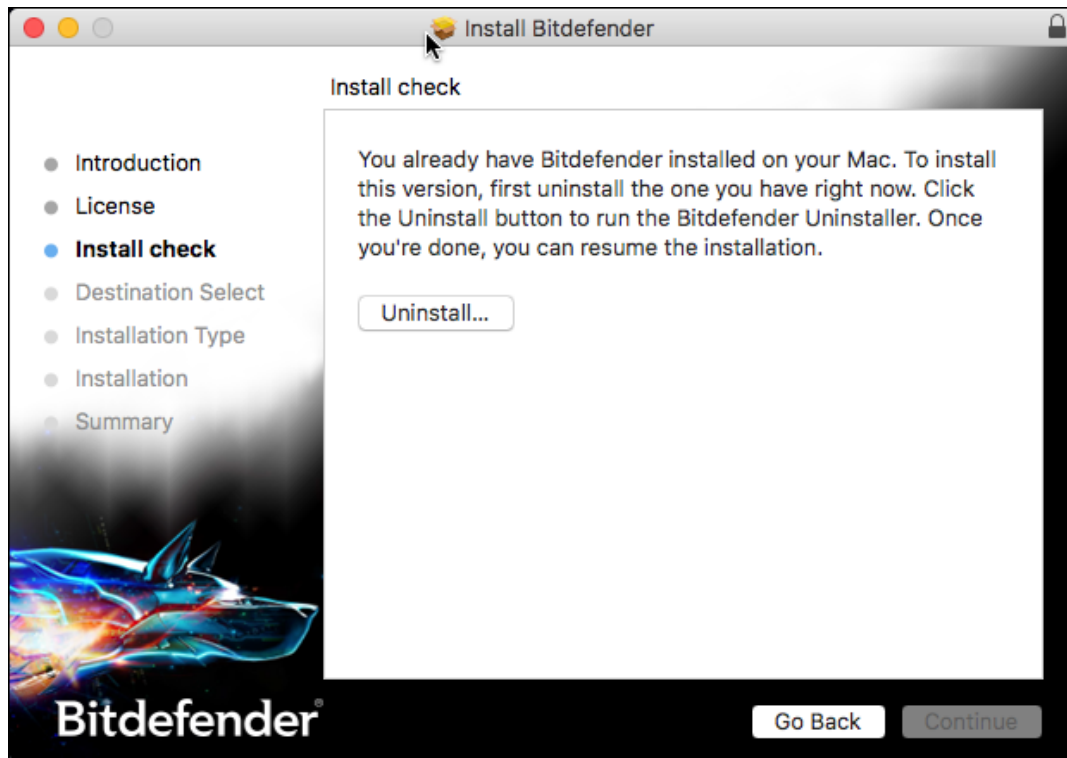 Install Bitdefender
Install check
Introduction
License
Install check
Destination Select
Installation Type
Installation
Summary
You already have Bitdefender installed on your Mac. To install
this version, first uninstall the one you have right now. Click
the Uninstall button to run the Bitdefender Uninstaller. Once
you're done, you can resume the installation.
Uninstall...
Bitdefender®
Go Back
Continue